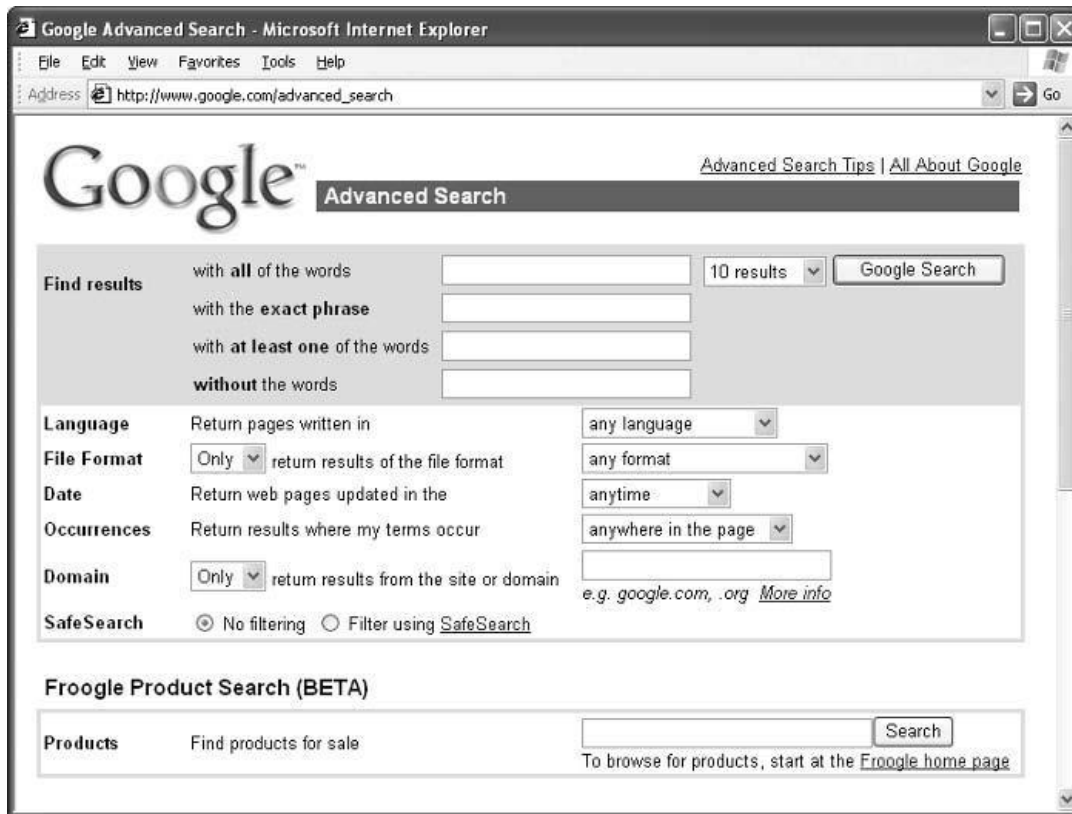 Google Advanced Search - Microsoft Internet Explorer
File Edit View Favorites Tools Help
Address http://www.google.com/advanced_search Go
Google™
Advanced Search Tips | All About Google
Advanced Search
Find results with all of the words 10 results Google Search
with the exact phrase
with at least one of the words
without the words
Language Return pages written in any language
File Format Only return results of the file format any format
Date Return web pages updated in the anytime
Occurrences Return results where my terms occur anywhere in the page
Domain Only return results from the site or domain
e.g. google.com, .org More info
SafeSearch No filtering Filter using SafeSearch
Froogle Product Search (BETA)
Products Find products for sale Search
To browse for products, start at the Froogle home page